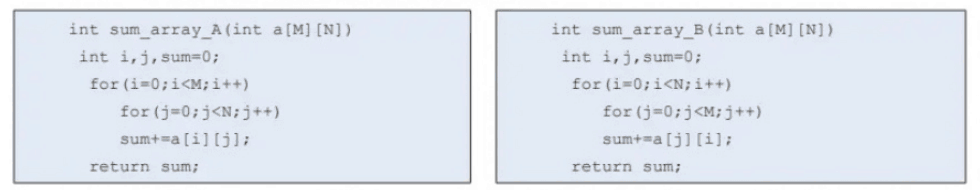 int sum_array_A(int a[M][N])
int i,j,sum=0;
for(i=0;i<M;i++)
for(j=0;j<N;j++)
sum+=a[i][j];
return sum;
int sum_array_B(int a[M][N])
int i,j,sum=0;
for(i=0;i<N;i++)
for(j=0;j<M;j++)
sum+=a[j][i];
return sum;